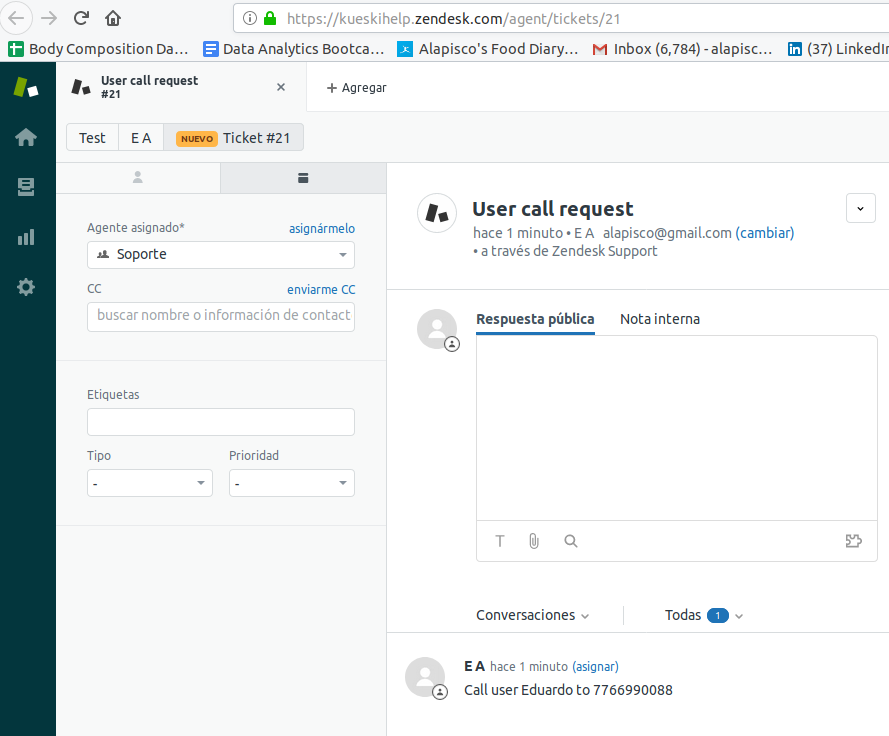 https://kueskihelp.zendesk.com/agent/tickets/21
Body Composition Da...
Data Analytics Bootca...
Alapisco's Food Diary...
Inbox (6,784) - alapisc...
(37) LinkedIn
User call request
#21
Agregar
Test
E A
NUEVO Ticket #21
Agente asignado*
asignármelo
Soporte
CC
enviarme CC
buscar nombre o información de contact
Etiquetas
Tipo
Prioridad
-
-
User call request
hace 1 minuto • E A alapisco@gmail.com (cambiar)
• a través de Zendesk Support
Respuesta pública
Nota interna
T
Conversaciones
Todas 1
E A hace 1 minuto (asignar)
Call user Eduardo to 7766990088